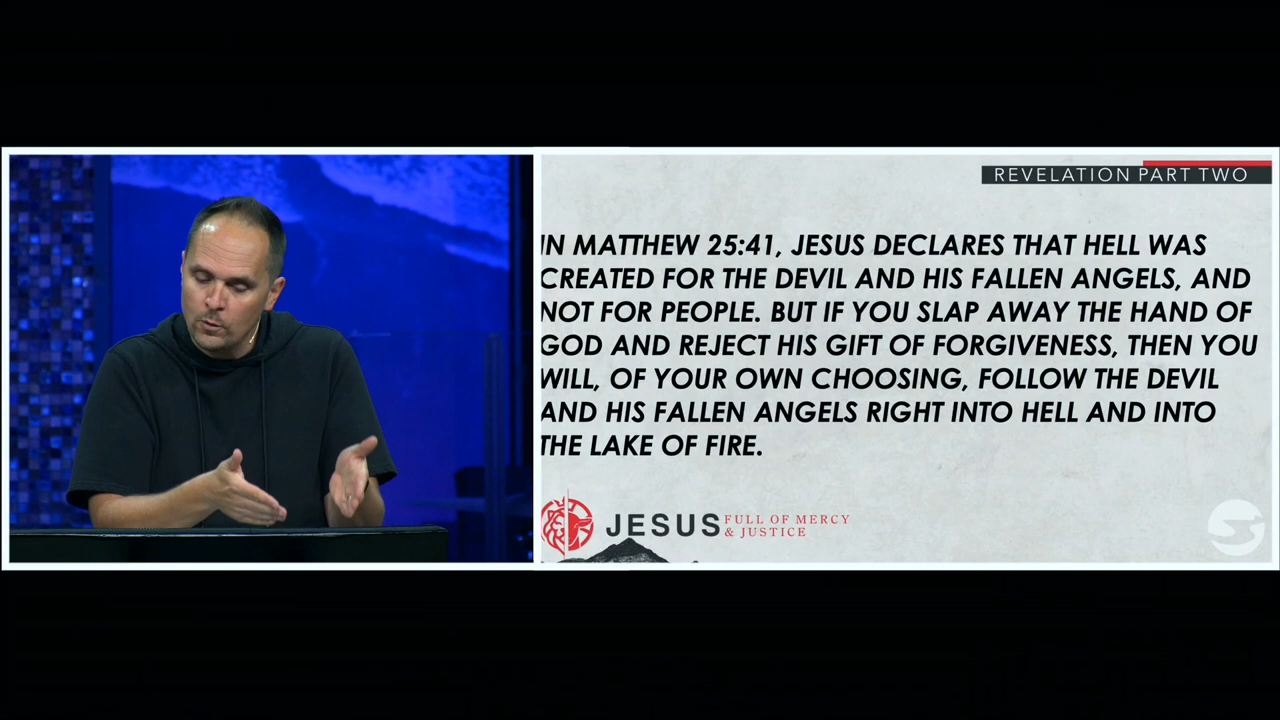 REVELATION PART TWO
IN MATTHEW 25:41, JESUS DECLARES THAT HELL WAS
CREATED FOR THE DEVIL AND HIS FALLEN ANGELS, AND
NOT FOR PEOPLE. BUT IF YOU SLAP AWAY THE HAND OF
GOD AND REJECT HIS GIFT OF FORGIVENESS, THEN YOU
WILL, OF YOUR OWN CHOOSING, FOLLOW THE DEVIL
AND HIS FALLEN ANGELS RIGHT INTO HELL AND INTO
THE LAKE OF FIRE.
JESUS FULL OF MERCY
& JUSTICE